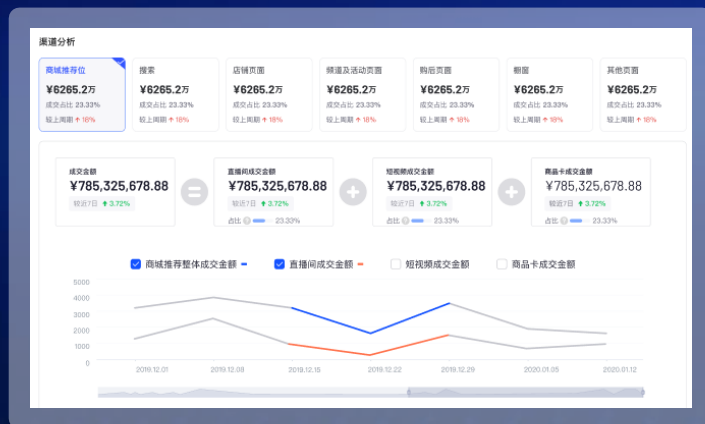 渠道分析
商城推荐位 搜索 店铺页面 频道及活动页面 购后页面 橱窗 其他页面
¥6265.2万 ¥6265.2万 ¥6265.2万 ¥6265.2万 ¥6265.2万 ¥6265.2万 ¥6265.2万
成交占比 23.33% 成交占比 23.33% 成交占比 23.33% 成交占比 23.33% 成交占比 23.33% 成交占比 23.33% 成交占比 23.33%
较上周期 ↑ 18% 较上周期 ↑ 18% 较上周期 ↑ 18% 较上周期 ↑ 18% 较上周期 ↑ 18% 较上周期 ↑ 18% 较上周期 ↑ 18%
成交金额 直播间成交金额 短视频成交金额 商品卡成交金额
¥785,325,678.88 = ¥785,325,678.88 + ¥785,325,678.88 + ¥785,325,678.88
较近7日 ↑ 3.72% 较近7日 ↑ 3.72% 较近7日 ↑ 3.72% 较近7日 ↑ 3.72%
占比 ? 23.33% 占比 ? 23.33% 占比 ? 23.33%
商城推荐整体成交金额 直播间成交金额 短视频成交金额 商品卡成交金额
5000
4000
3000
2000
1000
0
2019.12.01 2019.12.08 2019.12.15 2019.12.22 2019.12.29 2020.01.05 2020.01.12